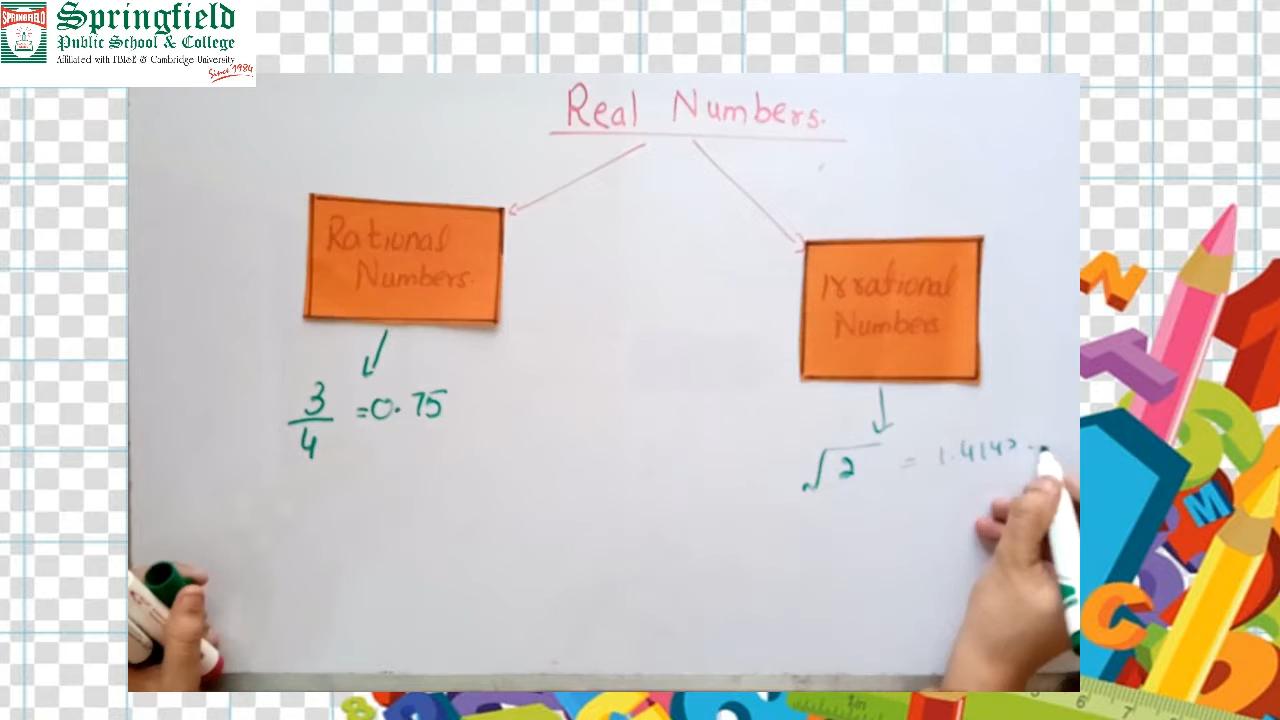 Springfield
Public School & College
Affiliated with FBISE & Cambridge University
Since 1984
SPRINGFIELD
Real Numbers.
Rational
Numbers.
Irrational
Numbers
3/4 = 0.75
√2 = 1.4142...